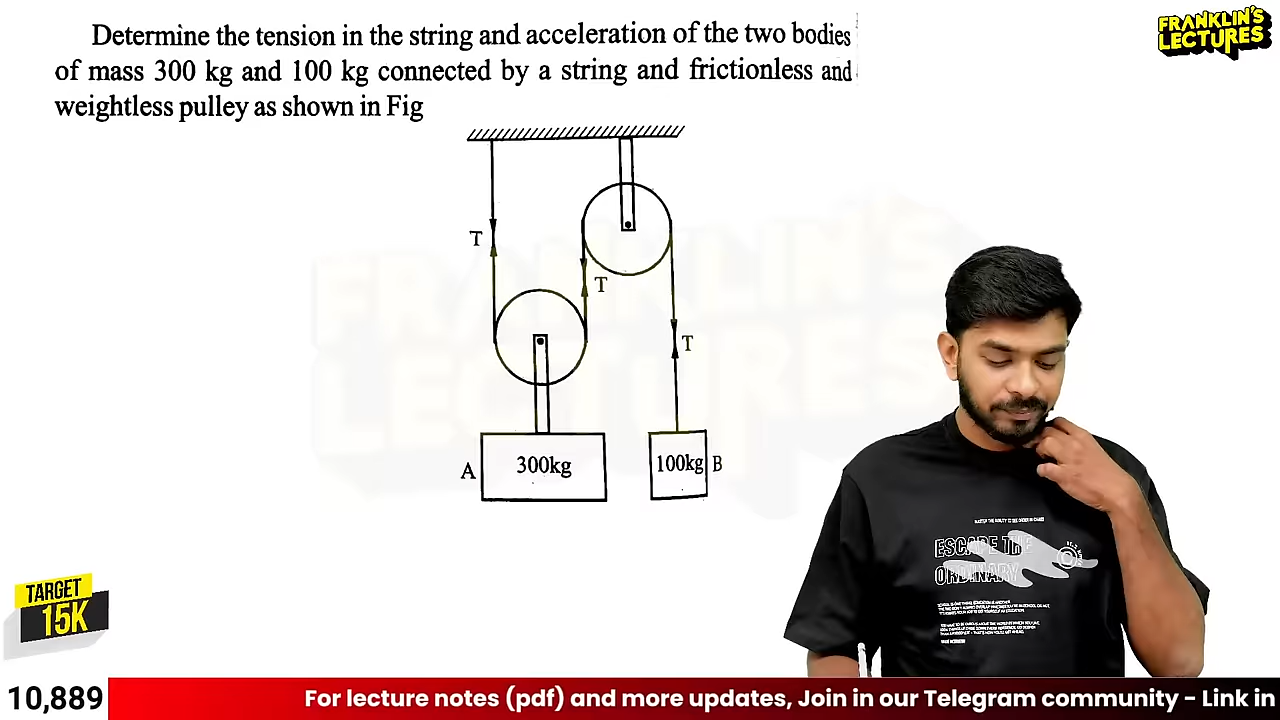 Determine the tension in the string and acceleration of the two bodies
of mass 300 kg and 100 kg connected by a string and frictionless and
weightless pulley as shown in Fig
FRANKLIN'S
LECTURES
T
T
T
A
300kg
100kg
B
FRANKLIN'S
LECTURES
ESCAPE THE
ORDINARY
TARGET
15K
10,889
For lecture notes (pdf) and more updates, Join in our Telegram community - Link in